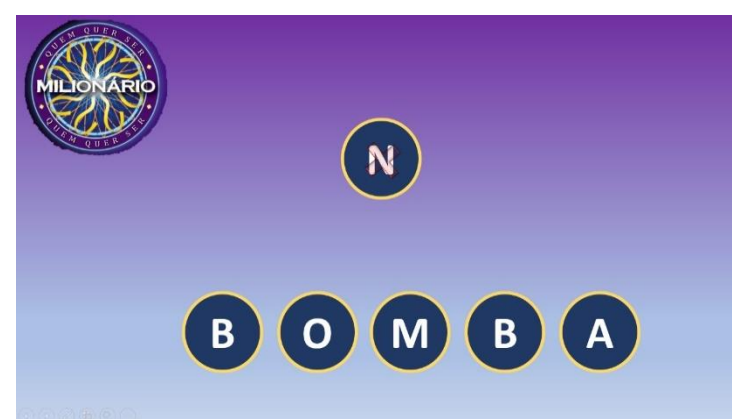 QUEM QUER SER
MILIONÁRIO
QUEM QUER SER
N
B O M B A